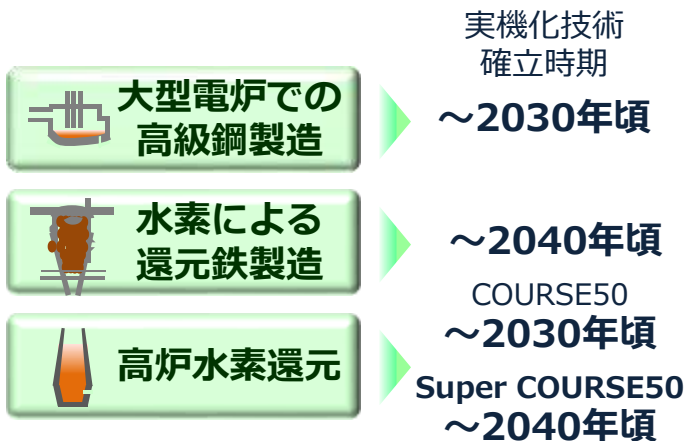 実機化技術
確立時期
大型電炉での
高級鋼製造
～2030年頃
水素による
還元鉄製造
～2040年頃
高炉水素還元
COURSE50
～2030年頃
Super COURSE50
～2040年頃